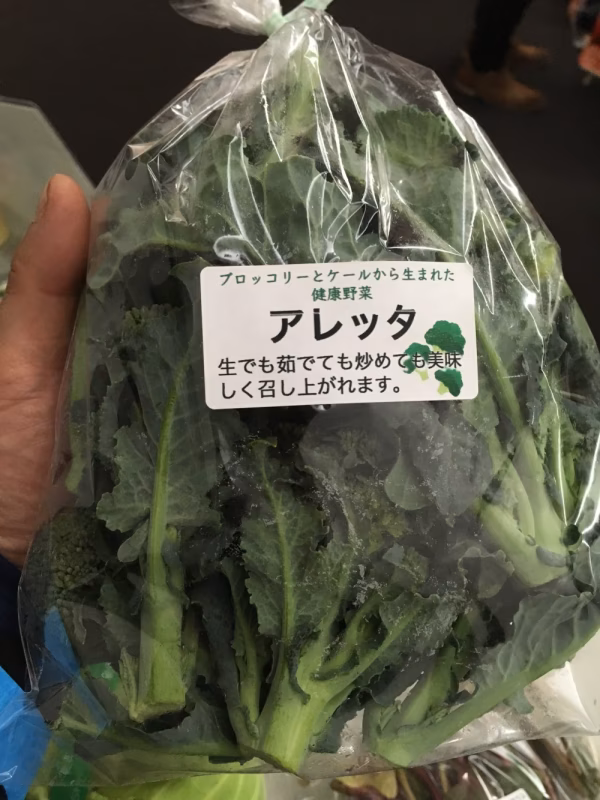 ブロッコリーとケールから生まれた
健康野菜
アレッタ
生でも茹でても炒めても美味
しく召し上がれます。